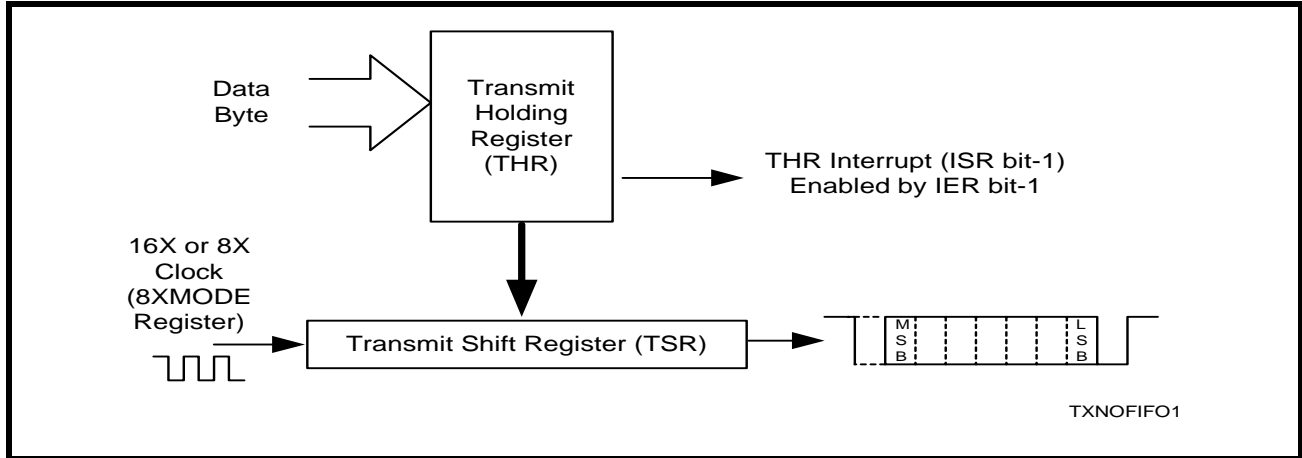 Data
Byte
Transmit
Holding
Register
(THR)
THR Interrupt (ISR bit-1)
Enabled by IER bit-1
16X or 8X
Clock
(8XMODE
Register)
Transmit Shift Register (TSR)
M
S
B
L
S
B
TXNOFIFO1